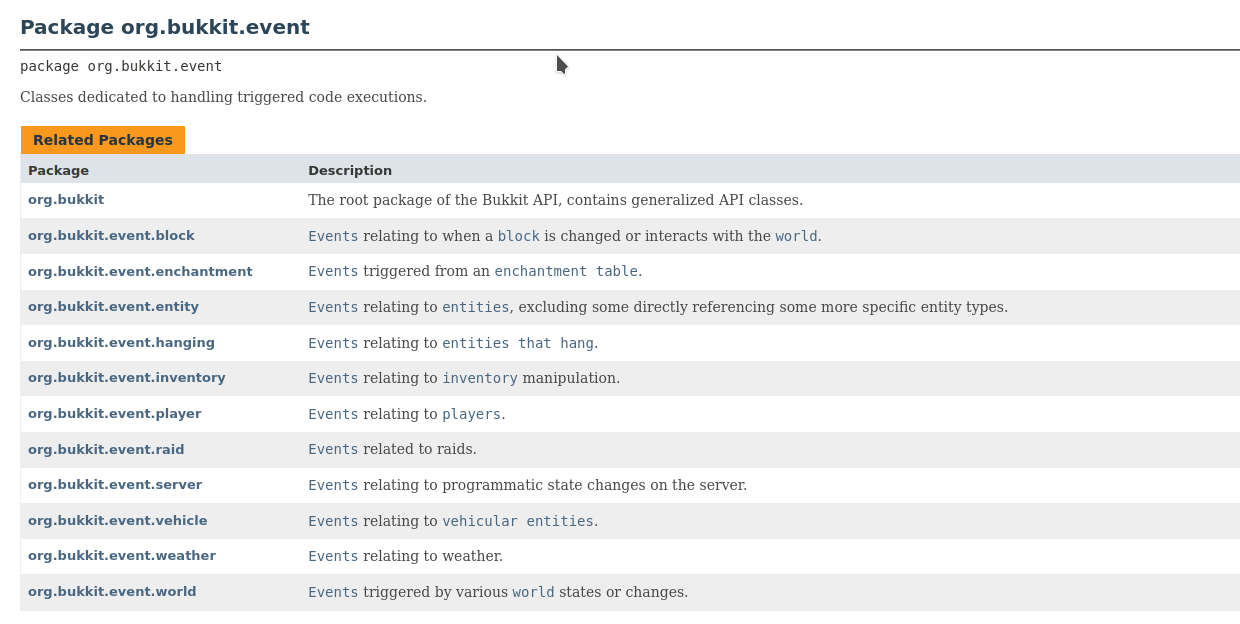 Package org.bukkit.event
package org.bukkit.event
Classes dedicated to handling triggered code executions.
Related Packages
Package Description
org.bukkit The root package of the Bukkit API, contains generalized API classes.
org.bukkit.event.block Events relating to when a block is changed or interacts with the world.
org.bukkit.event.enchantment Events triggered from an enchantment table.
org.bukkit.event.entity Events relating to entities, excluding some directly referencing some more specific entity types.
org.bukkit.event.hanging Events relating to entities that hang.
org.bukkit.event.inventory Events relating to inventory manipulation.
org.bukkit.event.player Events relating to players.
org.bukkit.event.raid Events related to raids.
org.bukkit.event.server Events relating to programmatic state changes on the server.
org.bukkit.event.vehicle Events relating to vehicular entities.
org.bukkit.event.weather Events relating to weather.
org.bukkit.event.world Events triggered by various world states or changes.